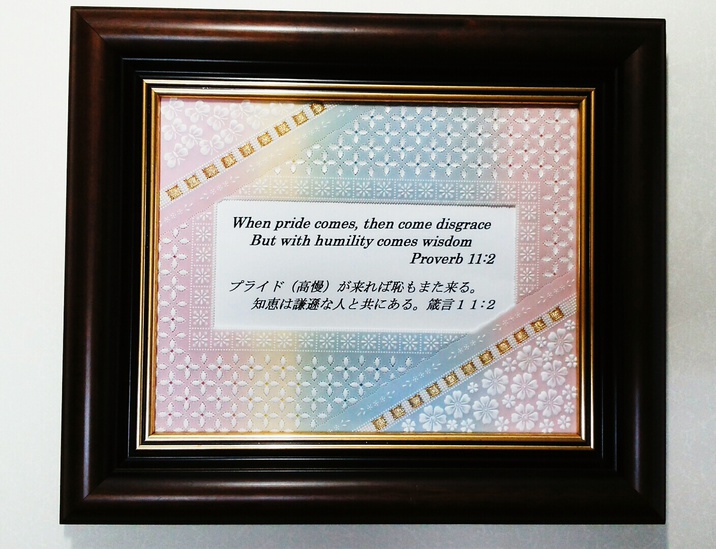 When pride comes, then come disgrace
But with humility comes wisdom
Proverb 11:2
プライド（高慢）が来れば恥もまた来る。
知恵は謙遜な人と共にある。箴言１１：２